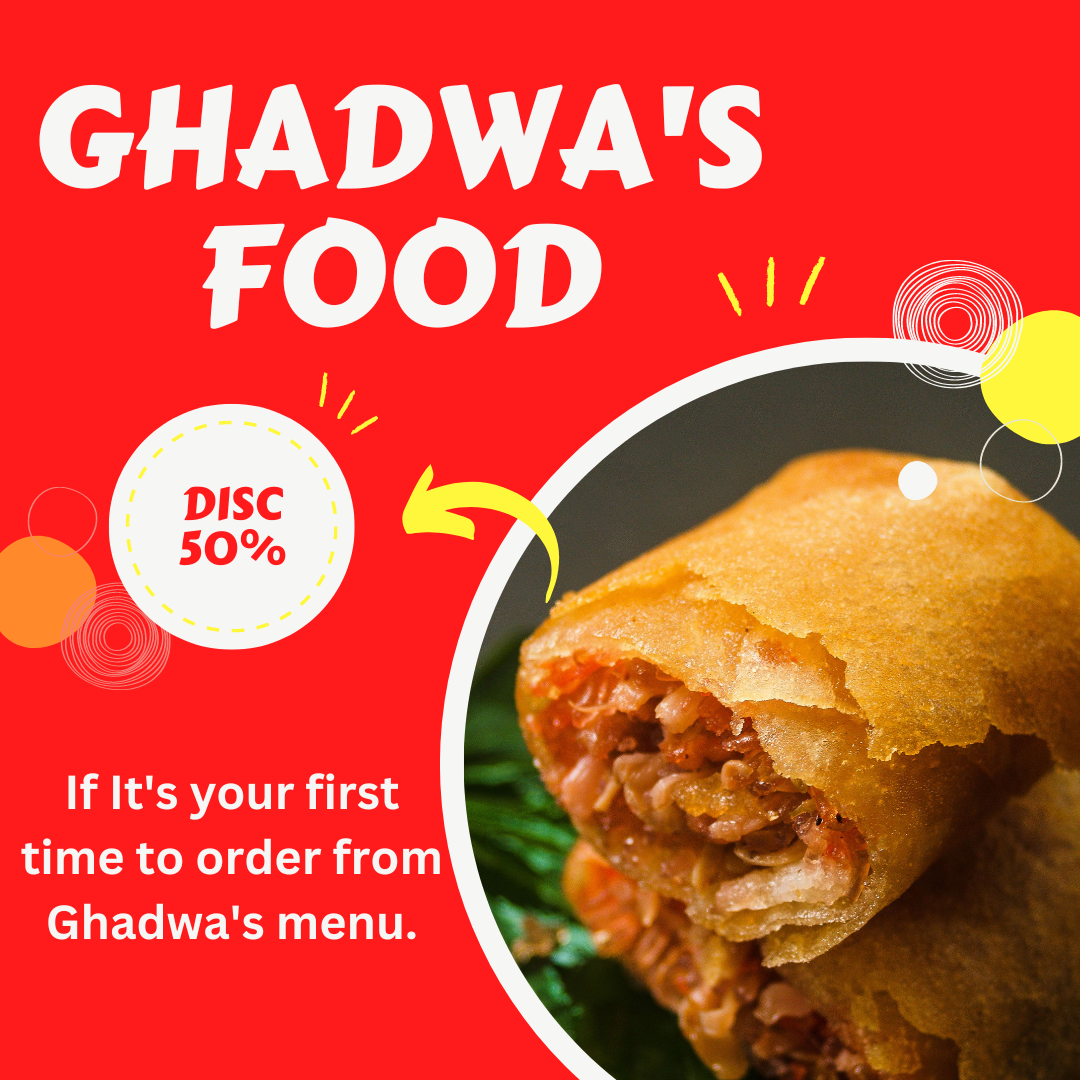 GHADWA'S
FOOD
DISC
50%
If It's your first
time to order from
Ghadwa's menu.